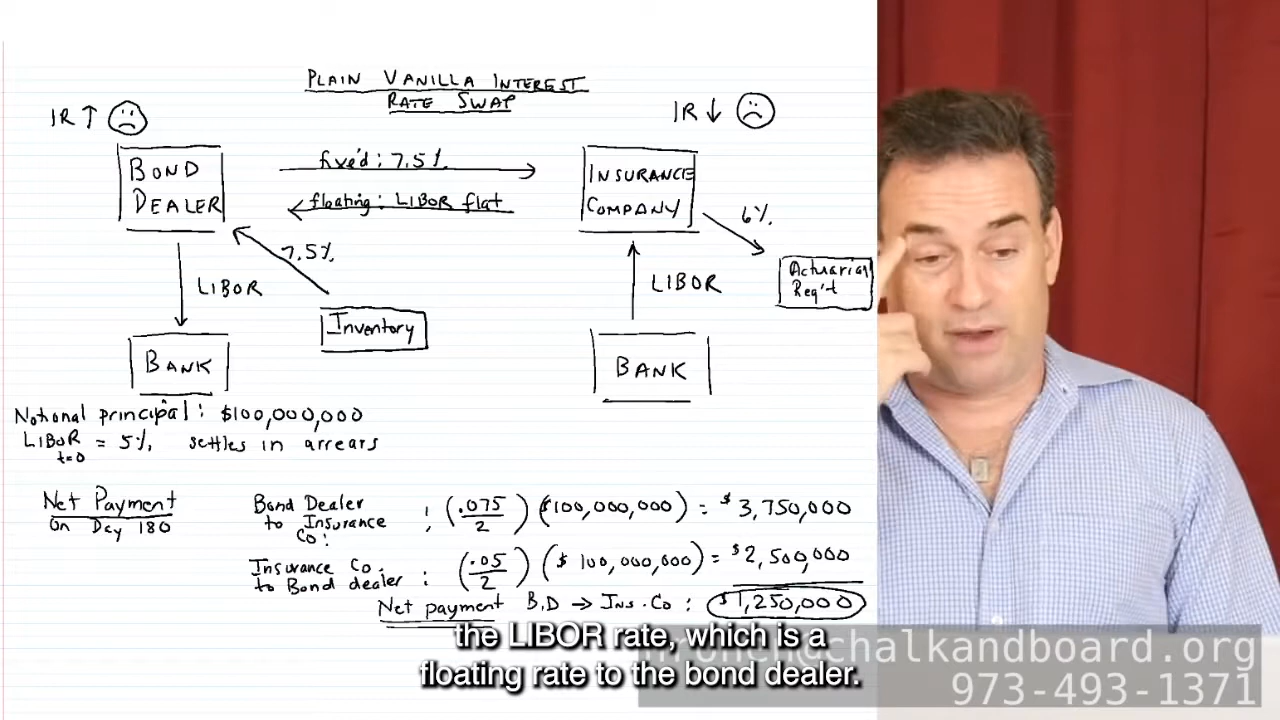 PLAIN VANILLA INTEREST
RATE SWAP
IR ↑
IR ↓
BOND
DEALER
fixed: 7.5%
floating: LIBOR flat
INSURANCE
COMPANY
6%
Actuarial
Req't
7.5%
LIBOR
LIBOR
Inventory
BANK
BANK
Notional principal: $100,000,000
LIBOR = 5% settles in arrears
t=0
Net Payment
On Day 180
Bond Dealer
to Insurance
Co: : (.075/2) ($100,000,000) = $3,750,000
Insurance Co.
to Bond dealer : (.05/2) ($100,000,000) = $2,500,000
Net payment B.D → Ins. Co : $1,250,000
the LIBOR rate, which is a
floating rate to the bond dealer.
@chalkandboard.org
973-493-1371